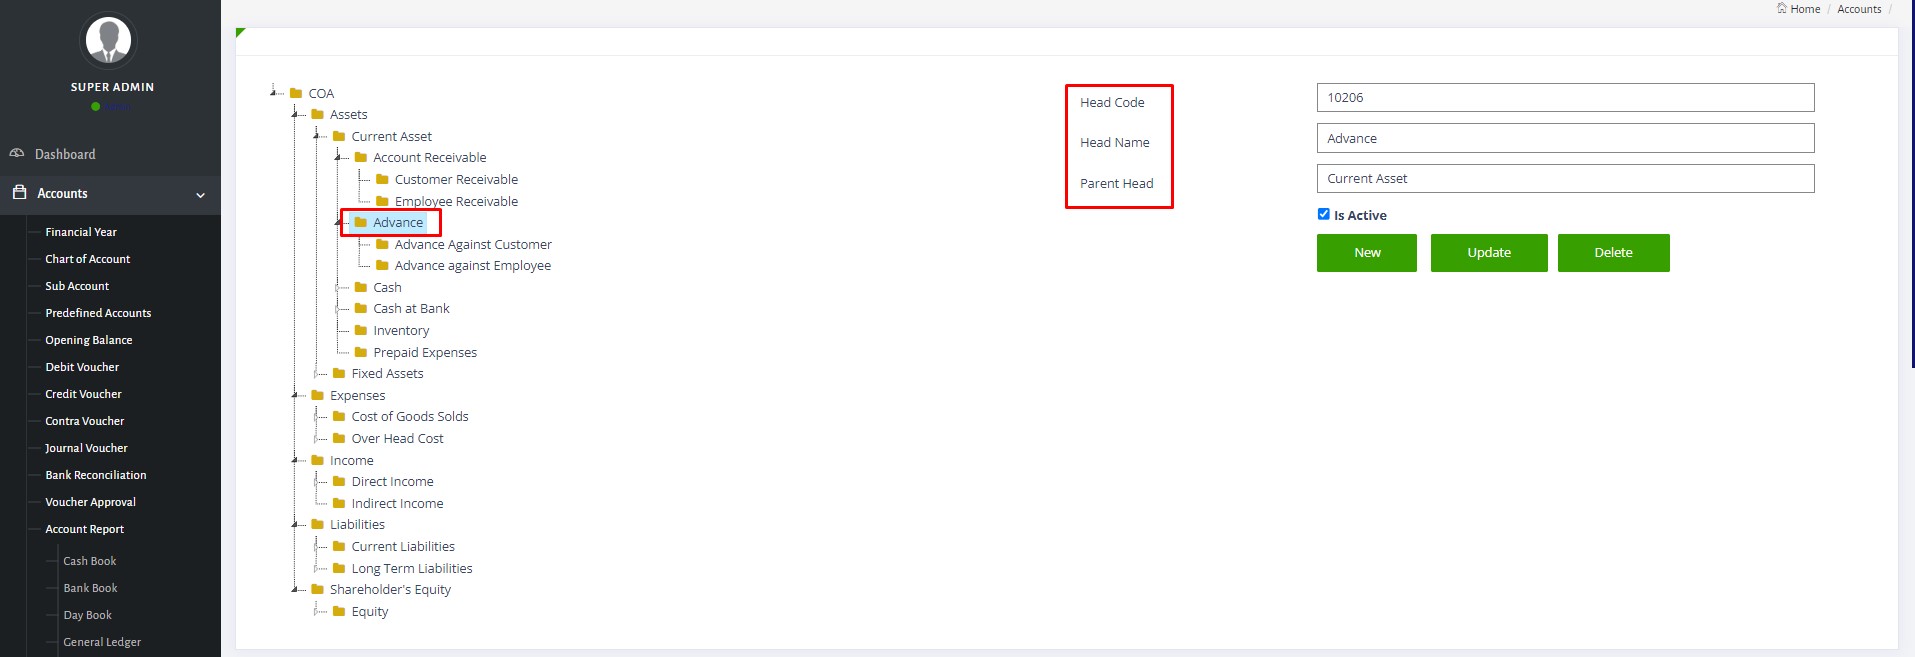 Home / Accounts /
SUPER ADMIN
Dashboard
Accounts
Financial Year
Chart of Account
Sub Account
Predefined Accounts
Opening Balance
Debit Voucher
Credit Voucher
Contra Voucher
Journal Voucher
Bank Reconciliation
Voucher Approval
Account Report
Cash Book
Bank Book
Day Book
General Ledger
COA
Assets
Current Asset
Account Receivable
Customer Receivable
Employee Receivable
Advance
Advance Against Customer
Advance against Employee
Cash
Cash at Bank
Inventory
Prepaid Expenses
Fixed Assets
Expenses
Cost of Goods Solds
Over Head Cost
Income
Direct Income
Indirect Income
Liabilities
Current Liabilities
Long Term Liabilities
Shareholder's Equity
Equity
Head Code
10206
Head Name
Advance
Parent Head
Current Asset
Is Active
New Update Delete